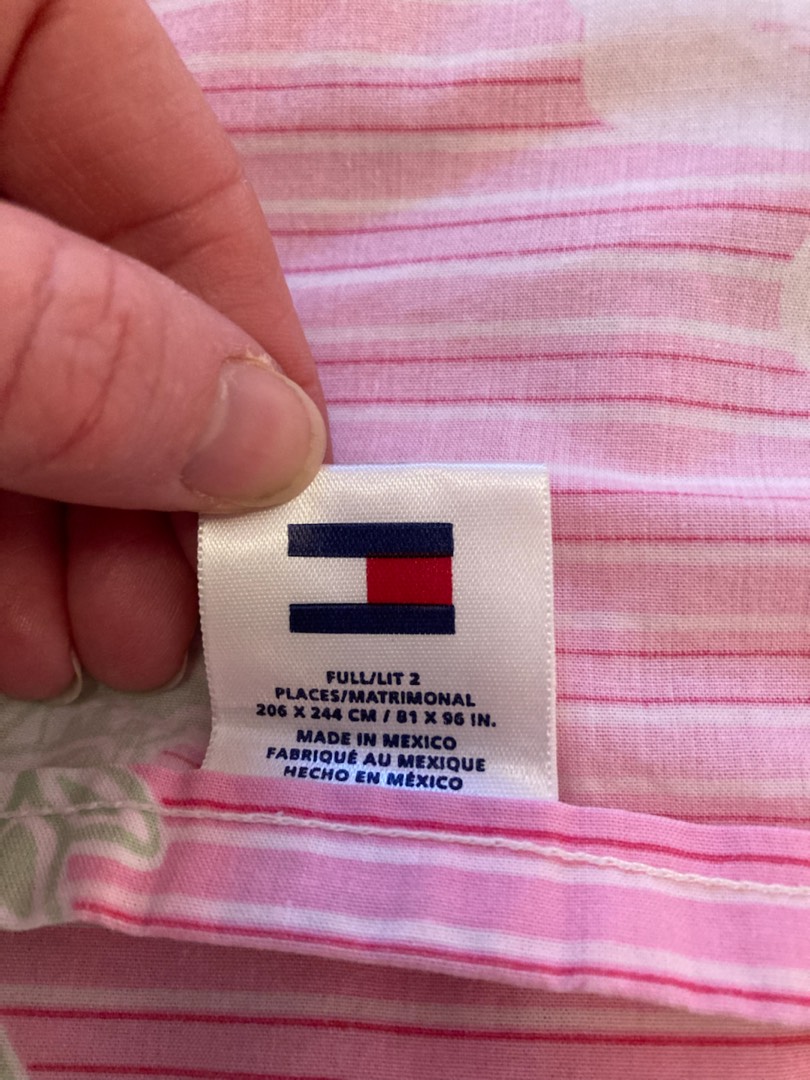 FULL/LIT 2
PLACES/MATRIMONAL
206 X 244 CM / 81 X 96 IN.
MADE IN MEXICO
FABRIQUÉ AU MEXIQUE
HECHO EN MÉXICO